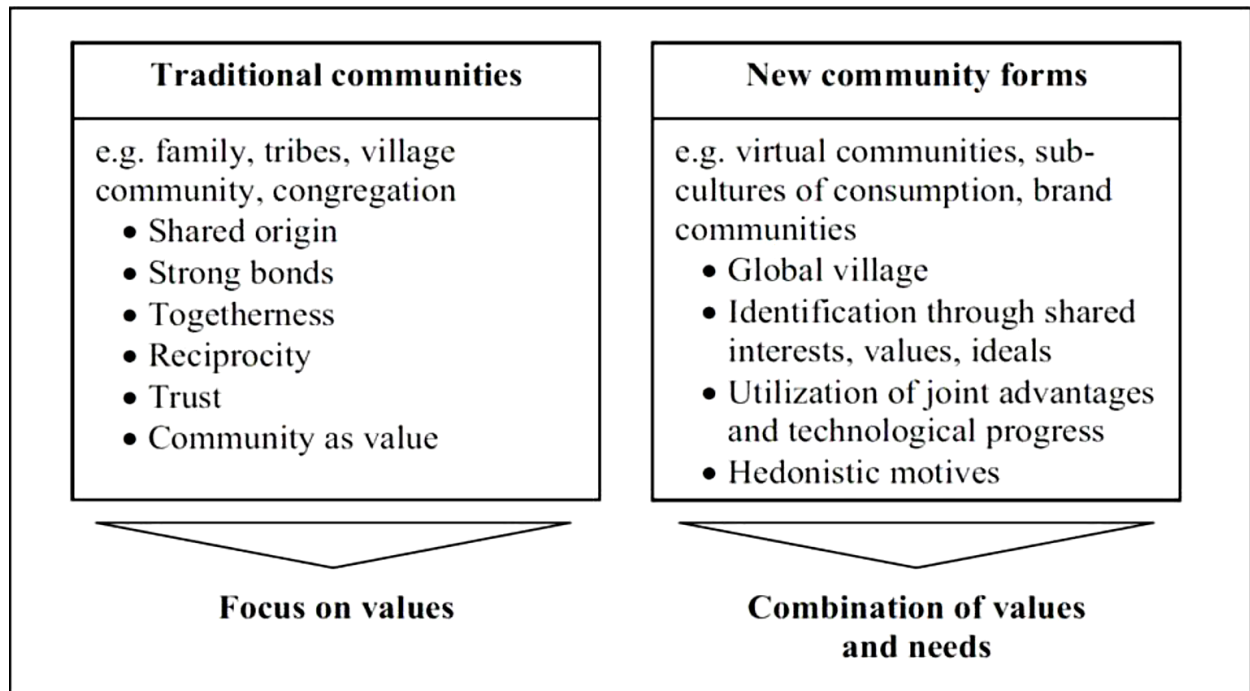 Traditional communities
e.g. family, tribes, village
community, congregation
• Shared origin
• Strong bonds
• Togetherness
• Reciprocity
• Trust
• Community as value
Focus on values
New community forms
e.g. virtual communities, sub-
cultures of consumption, brand
communities
• Global village
• Identification through shared
interests, values, ideals
• Utilization of joint advantages
and technological progress
• Hedonistic motives
Combination of values
and needs